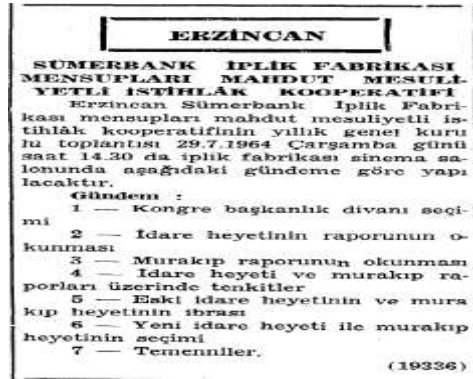 ERZİNCAN
SÜMERBANK İPLİK FABRİKASI
MENSUPLARI MAHDUT MESULİ-
YETLİ İSTİHLÂK KOOPERATİFİ
Erzincan Sümerbank İplik Fabri-
kası mensupları mahdut mesuliyetli is-
tihlâk kooperatifinin yıllık genel kuru
lu toplantısı 29.7.1964 Çarşamba günü
saat 14.30 da iplik fabrikası sinema sa-
lonunda aşağıdaki gündeme göre yapı
lacaktır.
Gündem :
1 — Kongre başkanlık divanı seçi-
mi
2 — İdare heyetinin raporunun o-
kunması
3 — Murakıp raporunun okunması
4 — İdare heyeti ve murakıp ra-
porları üzerinde tenkitler
5 — Eski idare heyetinin ve mura
kıp heyetinin ibrası
6 — Yeni idare heyeti ile murakıp
heyetinin seçimi
7 — Temenniler.
(19336)